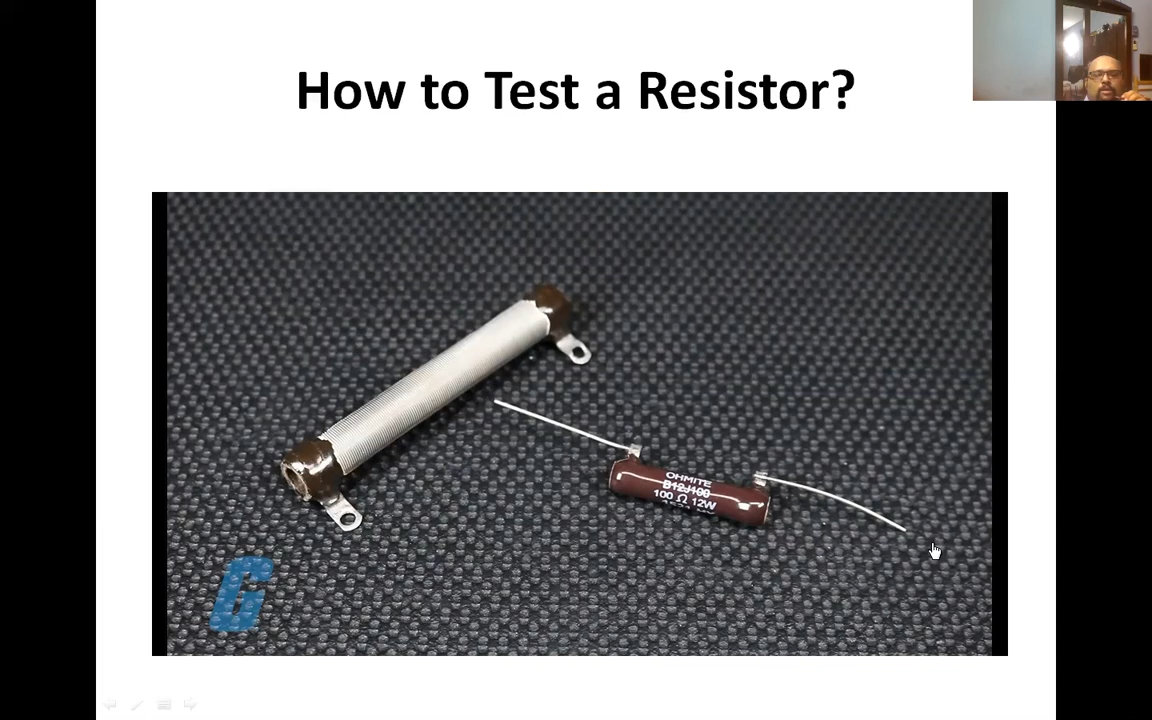 How to Test a Resistor?
OHMITE
B12J100
100 Ω 12W
G